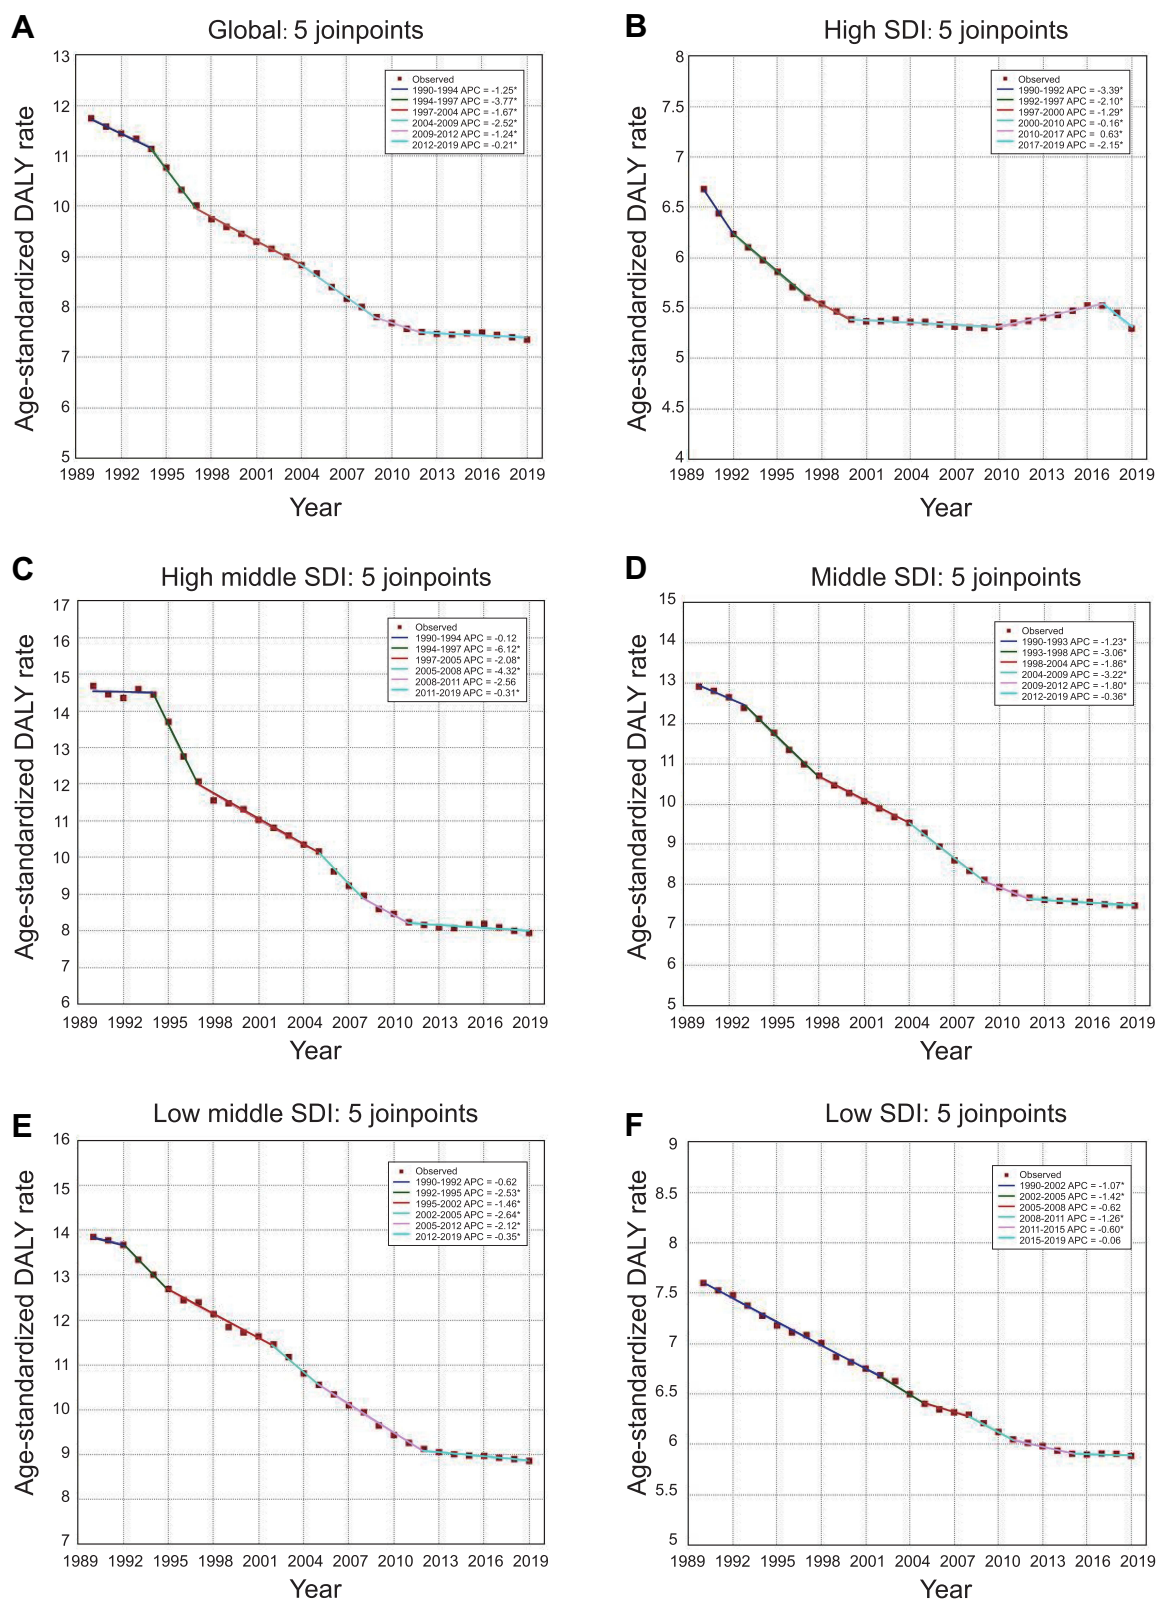 A
Global: 5 joinpoints
Age-standardized DALY rate
13
12
11
10
9
8
7
6
5
Observed
1990-1994 APC = -1.25*
1994-1997 APC = -3.77*
1997-2004 APC = -1.67*
2004-2009 APC = -2.52*
2009-2012 APC = -1.24*
2012-2019 APC = -0.21*
1989 1992 1995 1998 2001 2004 2007 2010 2013 2016 2019
Year
B
High SDI: 5 joinpoints
Age-standardized DALY rate
8
7.5
7
6.5
6
5.5
5
4.5
4
Observed
1990-1992 APC = -3.39*
1992-1997 APC = -2.10*
1997-2000 APC = -1.29*
2000-2010 APC = -0.16*
2010-2017 APC = 0.63*
2017-2019 APC = -2.15*
1989 1992 1995 1998 2001 2004 2007 2010 2013 2016 2019
Year
C
High middle SDI: 5 joinpoints
Age-standardized DALY rate
17
16
15
14
13
12
11
10
9
8
7
6
Observed
1990-1994 APC = -0.12
1994-1997 APC = -6.12*
1997-2005 APC = -2.08*
2005-2008 APC = -4.32*
2008-2011 APC = -2.56
2011-2019 APC = -0.31*
1989 1992 1995 1998 2001 2004 2007 2010 2013 2016 2019
Year
D
Middle SDI: 5 joinpoints
Age-standardized DALY rate
15
14
13
12
11
10
9
8
7
6
5
Observed
1990-1993 APC = -1.23*
1993-1998 APC = -3.06*
1998-2004 APC = -1.86*
2004-2009 APC = -3.22*
2009-2012 APC = -1.80*
2012-2019 APC = -0.36*
1989 1992 1995 1998 2001 2004 2007 2010 2013 2016 2019
Year
E
Low middle SDI: 5 joinpoints
Age-standardized DALY rate
16
15
14
13
12
11
10
9
8
7
Observed
1990-1992 APC = -0.62
1992-1995 APC = -2.53*
1995-2002 APC = -1.46*
2002-2005 APC = -2.64*
2005-2012 APC = -2.12*
2012-2019 APC = -0.35*
1989 1992 1995 1998 2001 2004 2007 2010 2013 2016 2019
Year
F
Low SDI: 5 joinpoints
Age-standardized DALY rate
9
8.5
8
7.5
7
6.5
6
5.5
5
Observed
1990-2002 APC = -1.07*
2002-2005 APC = -1.42*
2005-2008 APC = -0.62
2008-2011 APC = -1.26*
2011-2015 APC = -0.60*
2015-2019 APC = -0.06
1989 1992 1995 1998 2001 2004 2007 2010 2013 2016 2019
Year